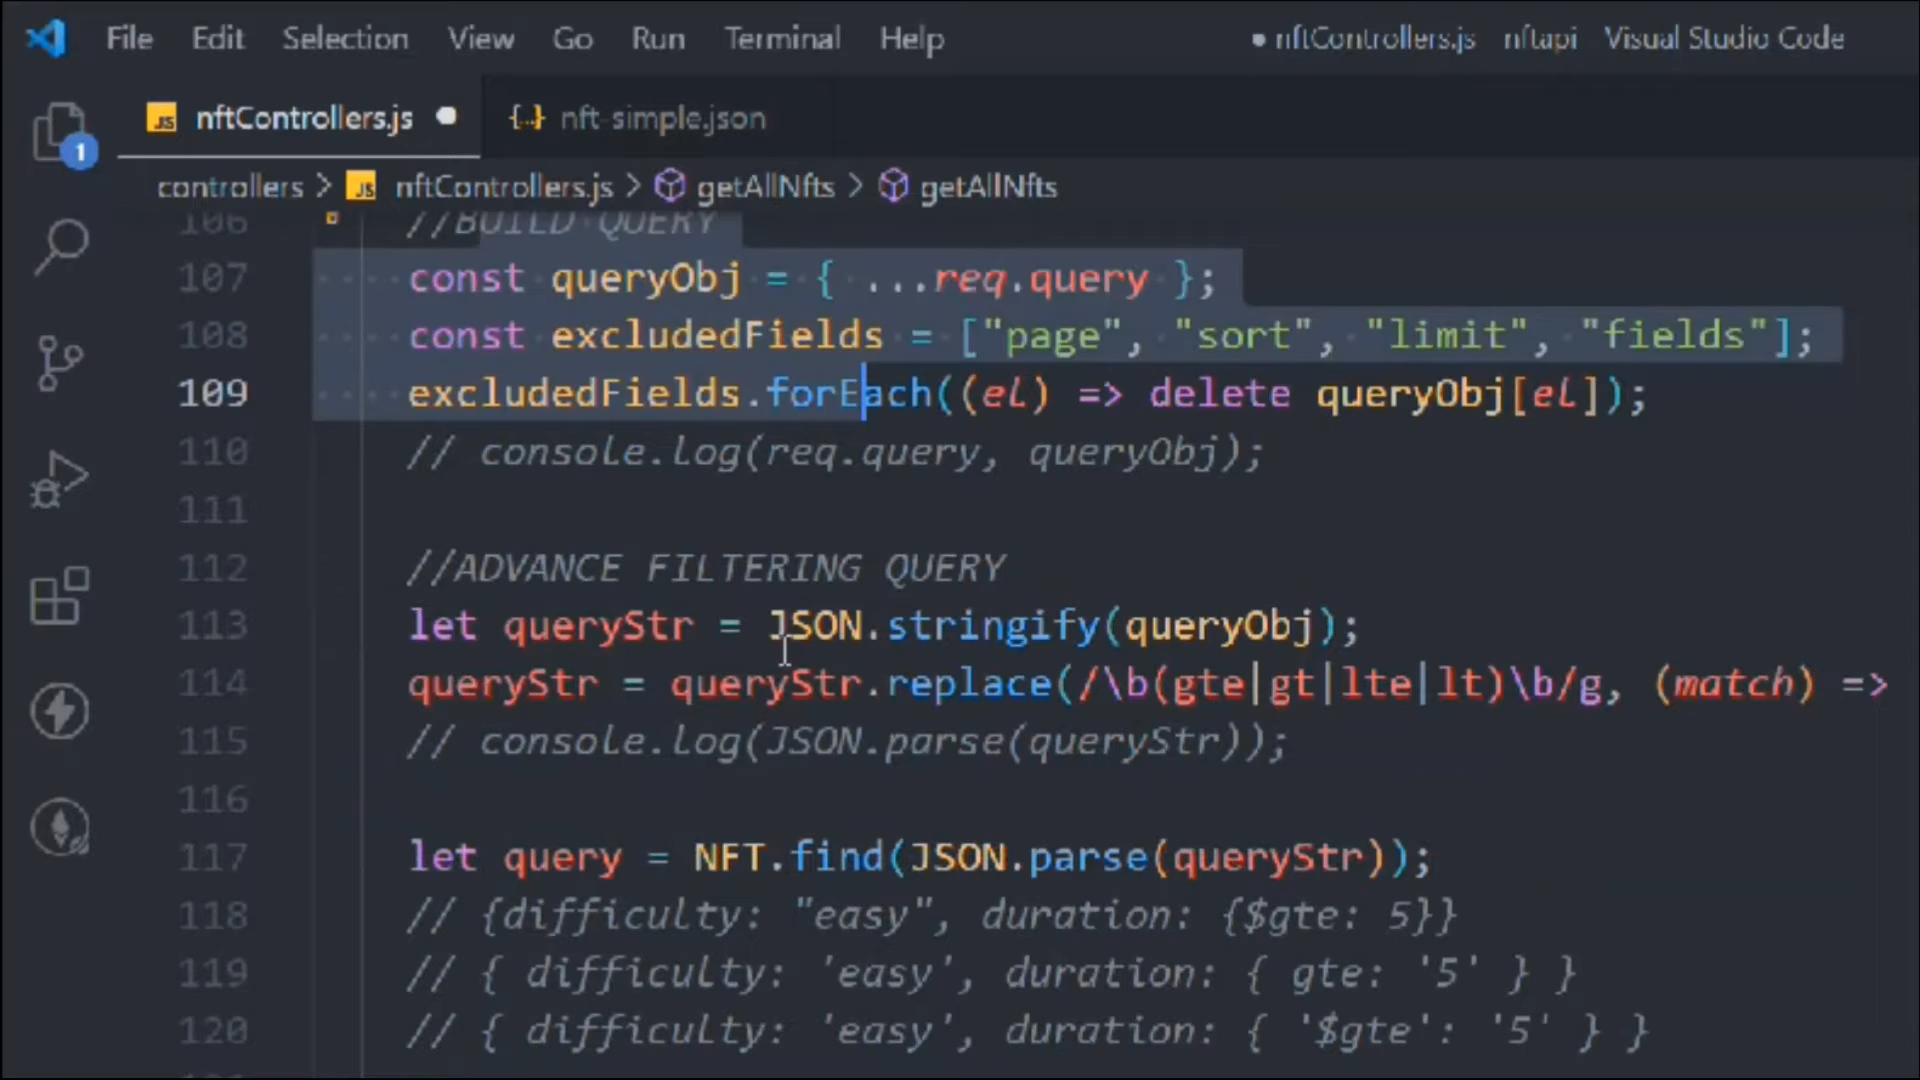 File Edit Selection View Go Run Terminal Help ● nftControllers.js nftapi Visual Studio Code
JS nftControllers.js ● {..} nft-simple.json
1
controllers > JS nftControllers.js > getAllNfts > getAllNfts
106 //BUILD QUERY
107 const queryObj = { ...req.query };
108 const excludedFields = ["page", "sort", "limit", "fields"];
109 excludedFields.forEach((el) => delete queryObj[el]);
110 // console.log(req.query, queryObj);
111
112 //ADVANCE FILTERING QUERY
113 let queryStr = JSON.stringify(queryObj);
114 queryStr = queryStr.replace(/\b(gte|gt|lte|lt)\b/g, (match) =>
115 // console.log(JSON.parse(queryStr));
116
117 let query = NFT.find(JSON.parse(queryStr));
118 // {difficulty: "easy", duration: {$gte: 5}}
119 // { difficulty: 'easy', duration: { gte: '5' } }
120 // { difficulty: 'easy', duration: { '$gte': '5' } }